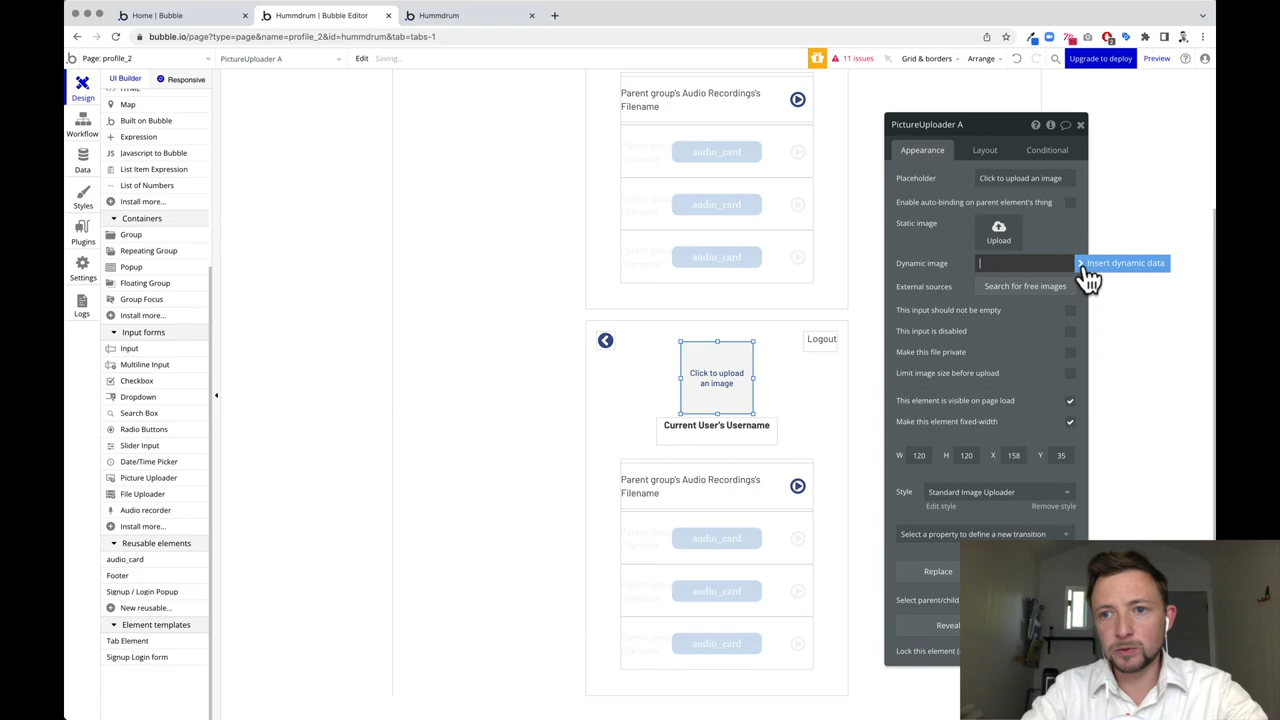 Home | Bubble
Hummdrum | Bubble Editor
Hummdrum
bubble.io/page?type=page&name=profile_2&id=hummdrum&tab=tabs-1
Page: profile_2
PictureUploader A
Edit
Saving...
11 issues
Grid & borders
Arrange
Upgrade to deploy
Preview
UI Builder
Responsive
Design
Workflow
Data
Styles
Plugins
Settings
Logs
Map
Built on Bubble
Expression
Javascript to Bubble
List Item Expression
List of Numbers
Install more...
Containers
Group
Repeating Group
Popup
Floating Group
Group Focus
Install more...
Input forms
Input
Multiline Input
Checkbox
Dropdown
Search Box
Radio Buttons
Slider Input
Date/Time Picker
Picture Uploader
File Uploader
Audio recorder
Install more...
Reusable elements
audio_card
Footer
Signup / Login Popup
New reusable...
Element templates
Tab Element
Signup Login form
Parent group's Audio Recordings's
Filename
audio_card
audio_card
audio_card
Logout
Click to upload
an image
Current User's Username
Parent group's Audio Recordings's
Filename
audio_card
audio_card
audio_card
PictureUploader A
Appearance
Layout
Conditional
Placeholder
Click to upload an image
Enable auto-binding on parent element's thing
Static image
Upload
Dynamic image
Insert dynamic data
External sources
Search for free images
This input should not be empty
This input is disabled
Make this file private
Limit image size before upload
This element is visible on page load
Make this element fixed-width
W 120 H 120 X 158 Y 35
Style
Standard Image Uploader
Edit style
Remove style
Select a property to define a new transition
Replace
Select parent/child
Reveal
Lock this element (